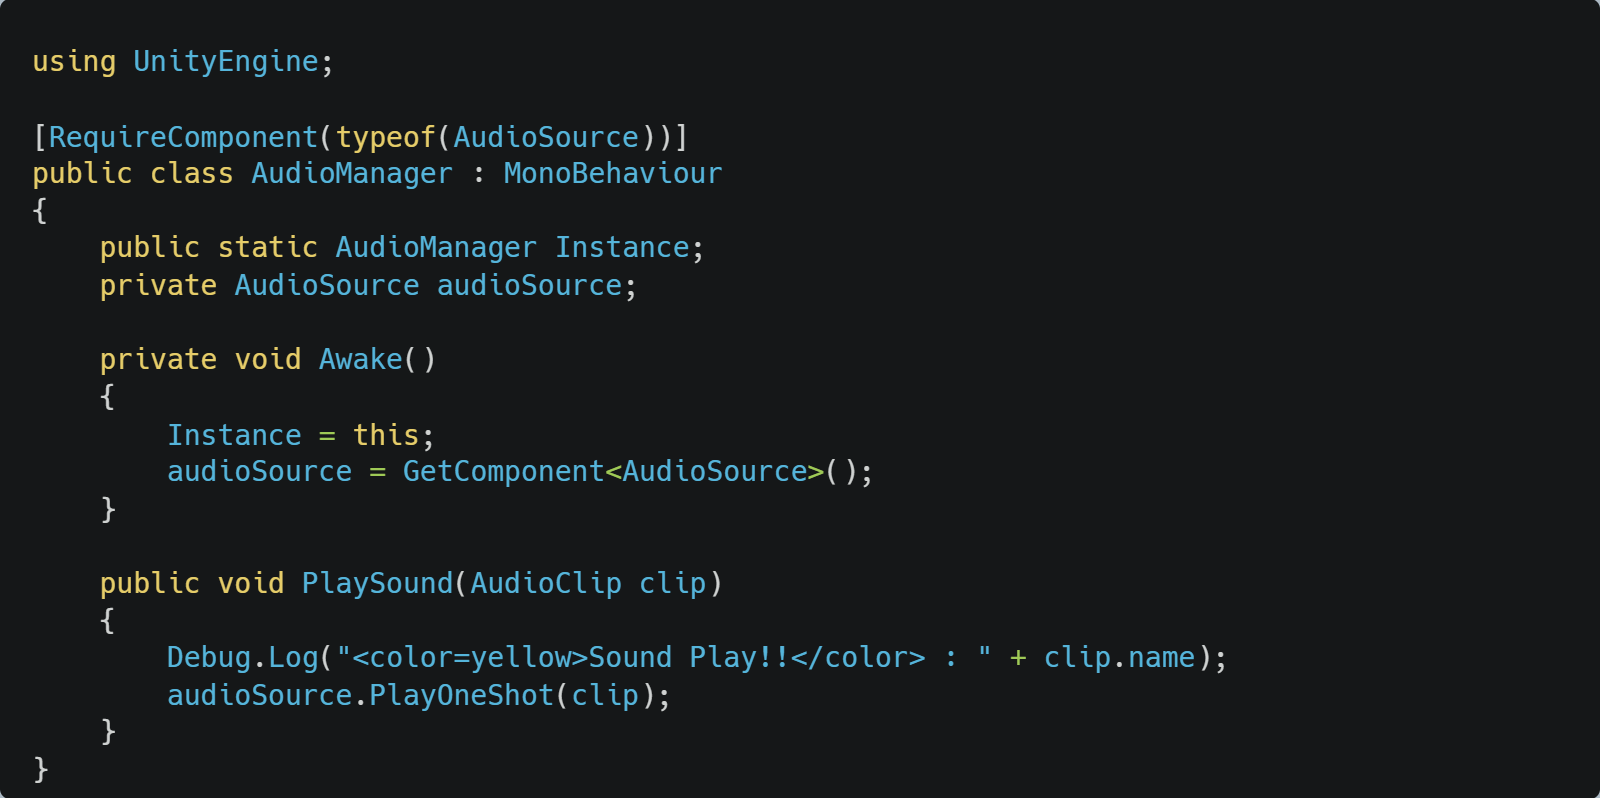 using UnityEngine;

[RequireComponent(typeof(AudioSource))]
public class AudioManager : MonoBehaviour
{
    public static AudioManager Instance;
    private AudioSource audioSource;

    private void Awake()
    {
        Instance = this;
        audioSource = GetComponent<AudioSource>();
    }

    public void PlaySound(AudioClip clip)
    {
        Debug.Log("<color=yellow>Sound Play!!</color> : " + clip.name);
        audioSource.PlayOneShot(clip);
    }
}